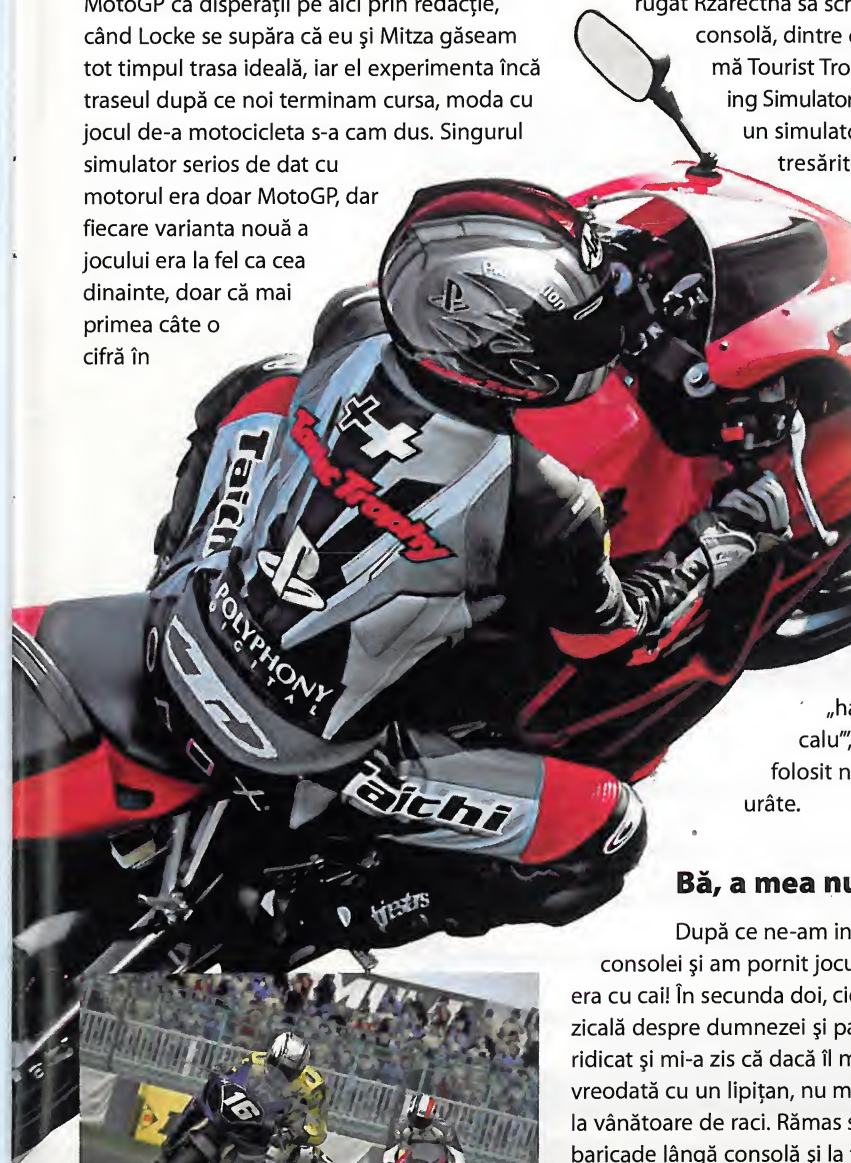 MotoGP ca disperații pe aici prin redacție,
când Locke se supăra că eu și Mitza găseam
tot timpul trasa ideală, iar el experimenta încă
traseul după ce noi terminam cursa, moda cu
jocul de-a motocicleta s-a cam dus. Singurul
simulator serios de dat cu
motorul era doar MotoGP, dar
fiecare varianta nouă a
jocului era la fel ca cea
dinainte, doar că mai
primea câte o
cifră în
rugat Rzarectha să sc
consolă, dintre
mă Tourist Tro
ing Simulator
un simulato
tresărit
Taich
Tourist Trophy
POLYPHONY
DIGITAL
Taichi
16
„ha
calu'”,
folosit n
urâte.
Bă, a mea nu
După ce ne-am in
consolei și am pornit jocu
era cu cai! În secunda doi, ci
zicală despre dumnezei și pa
ridicat și mi-a zis că dacă îl m
vreodată cu un lipițan, nu m
la vânătoare de raci. Rămas s
baricade lângă consolă și la